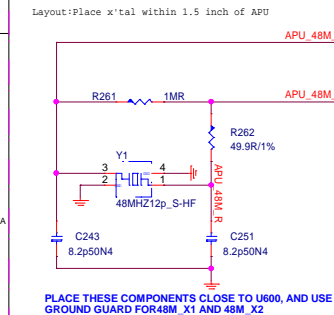 Layout:Place x'tal within 1.5 inch of APU
APU_48M_
R261
1MR
APU_48M_
R262
49.9R/1%
Y1
3
4
2
1
48MHZ12p_S-HF
APU_48M_R
A
C243
8.2p50N4
C251
8.2p50N4
PLACE THESE COMPONENTS CLOSE TO U600, AND USE
GROUND GUARD FOR48M_X1 AND 48M_X2